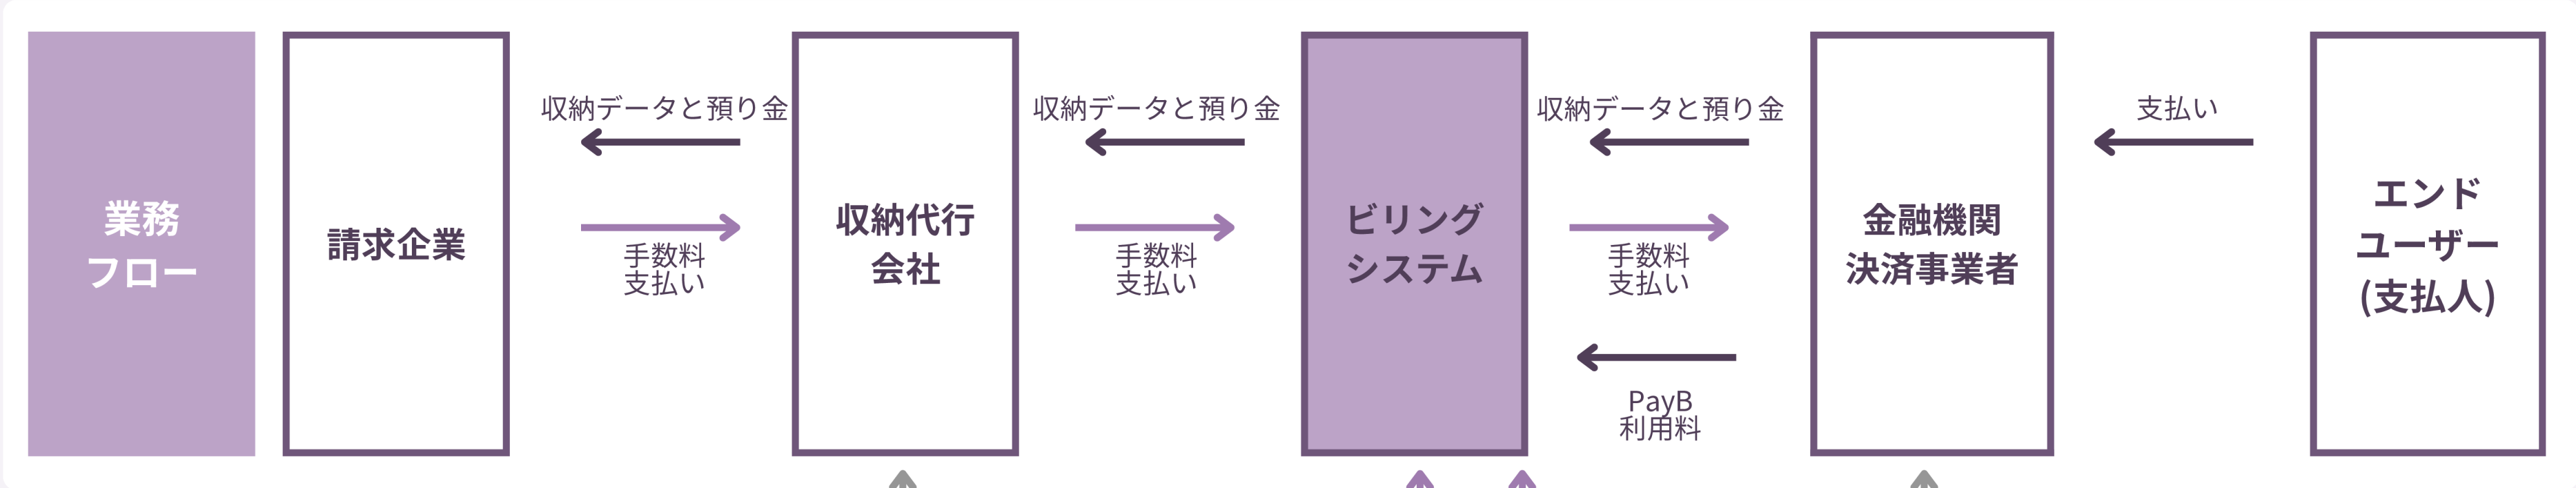 業務
フロー
請求企業
収納データと預り金
手数料
支払い
収納代行
会社
収納データと預り金
手数料
支払い
ビリング
システム
収納データと預り金
手数料
支払い
PayB
利用料
金融機関
決済事業者
支払い
エンド
ユーザー
(支払人)